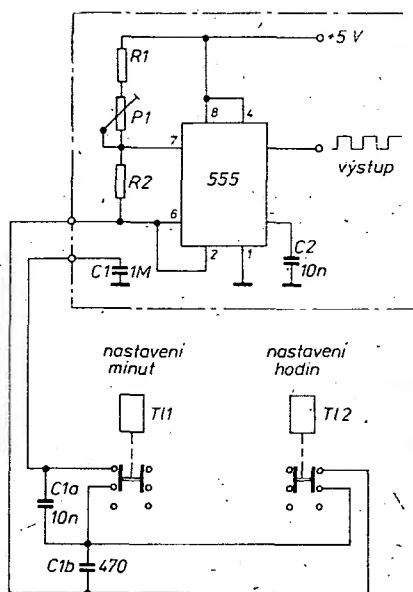 +5 V
R1
P1
8 4
7
555
výstup
R2
6
C2
10n
2 1
C1 1M
nastavení
minut
nastavení
hodin
Tl1
Tl2
C1a
10n
C1b 470